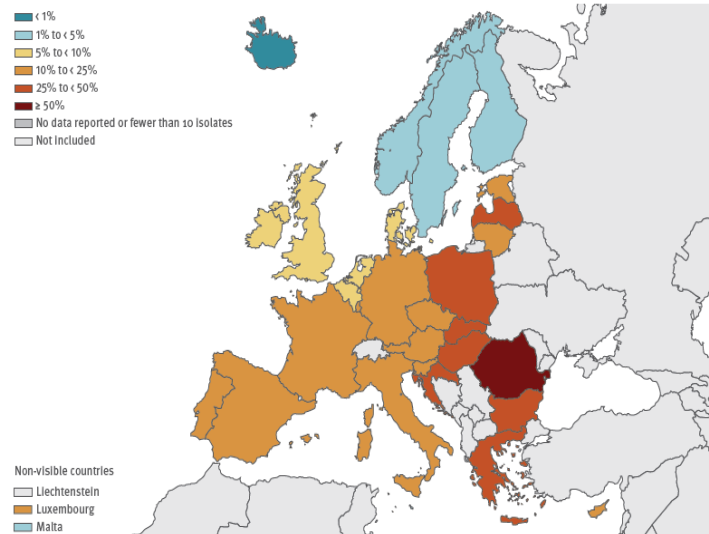 < 1%
1% to < 5%
5% to < 10%
10% to < 25%
25% to < 50%
≥ 50%
No data reported or fewer than 10 isolates
Not included
Non-visible countries
Liechtenstein
Luxembourg
Malta